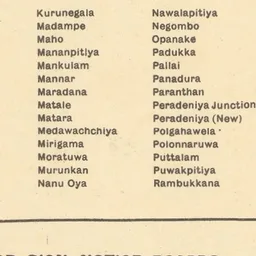 Kurunegala
Madampe
Maho
Mananpitiya
Mankulam
Mannar
Maradana
Matale
Matara
Medawachchiya
Mirigama
Moratuwa
Murunkan
Nanu Oya
Nawalapitiya
Negombo
Opanake
Padukka
Pallai
Panadura
Paranthan
Peradeniya Junction
Peradeniya (New)
Polgahawela
Polonnaruwa
Puttalam
Puwakpitiya
Rambukkana